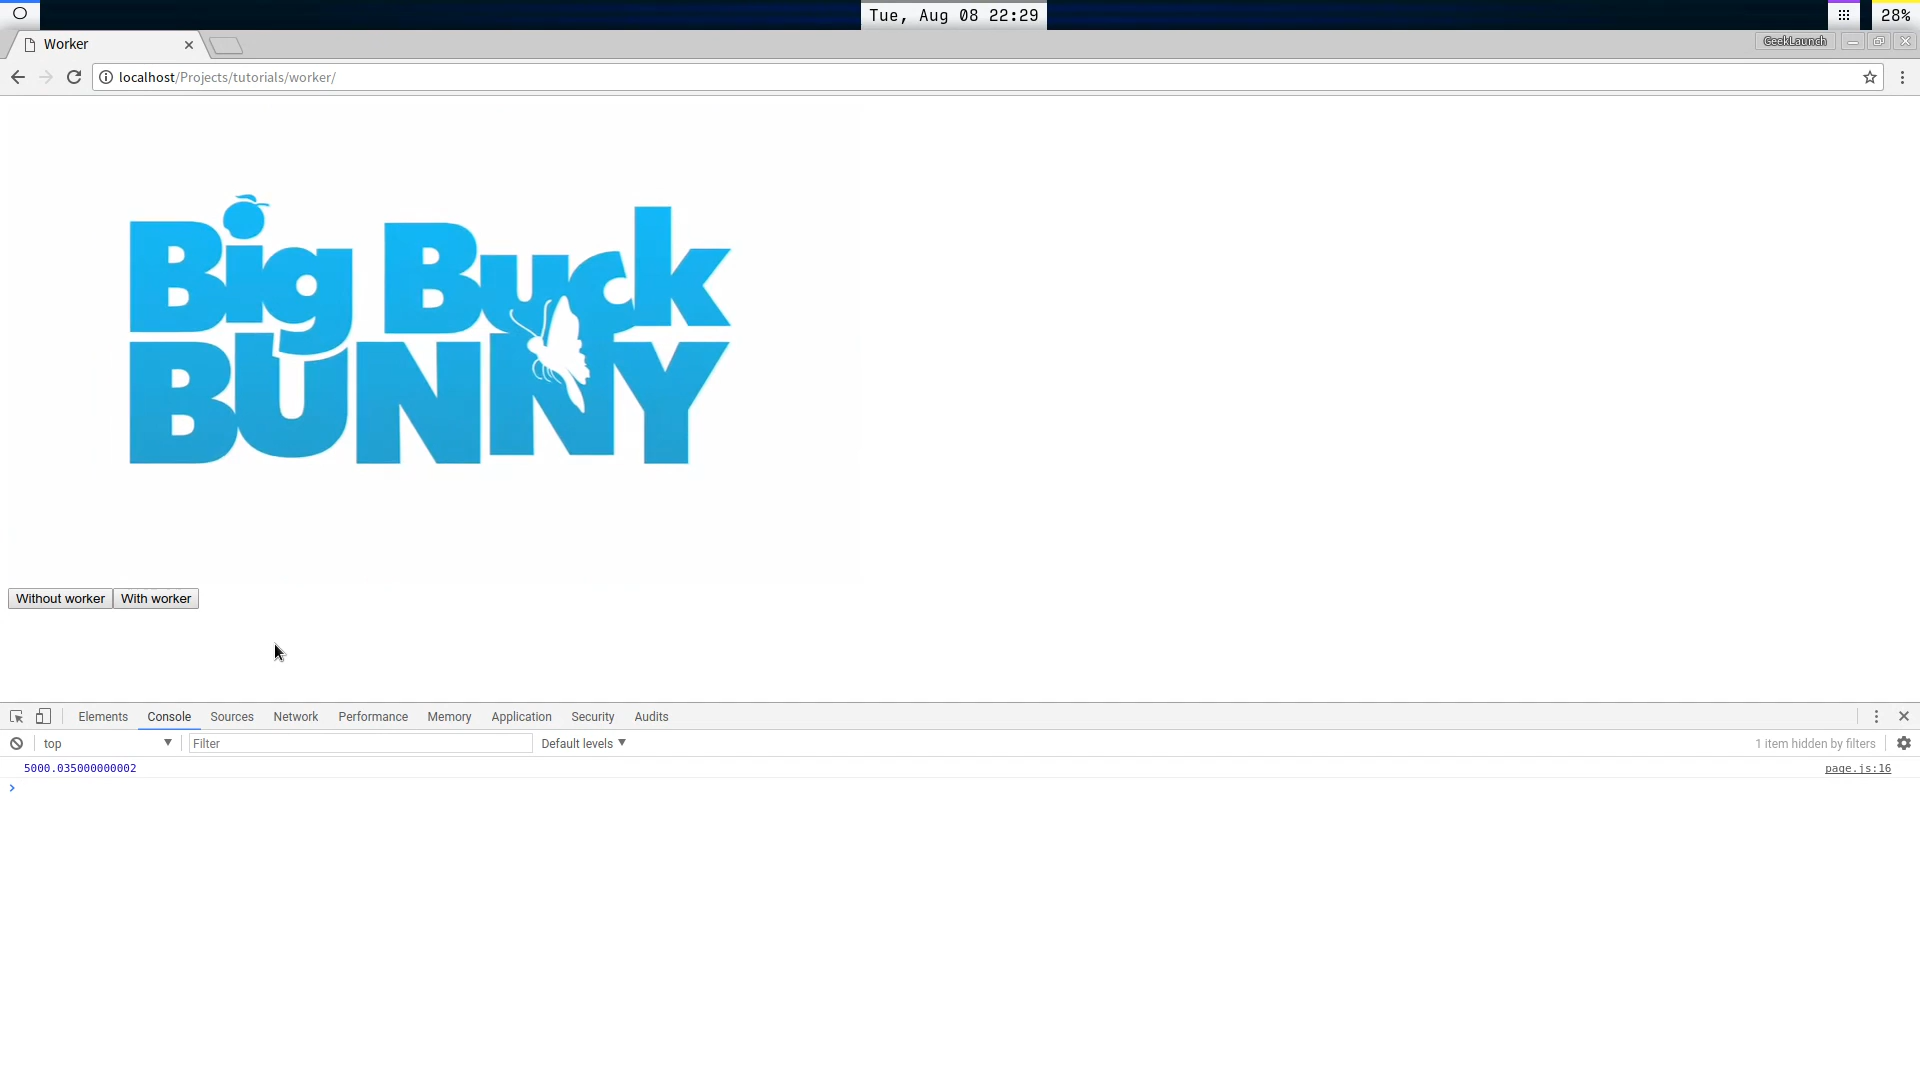 Tue, Aug 08 22:29
28%
Worker
GeekLaunch
localhost/Projects/tutorials/worker/
Big Buck
BUNNY
Without worker With worker
Elements Console Sources Network Performance Memory Application Security Audits
top Filter Default levels 1 item hidden by filters
5000.035000000002 page.js:16